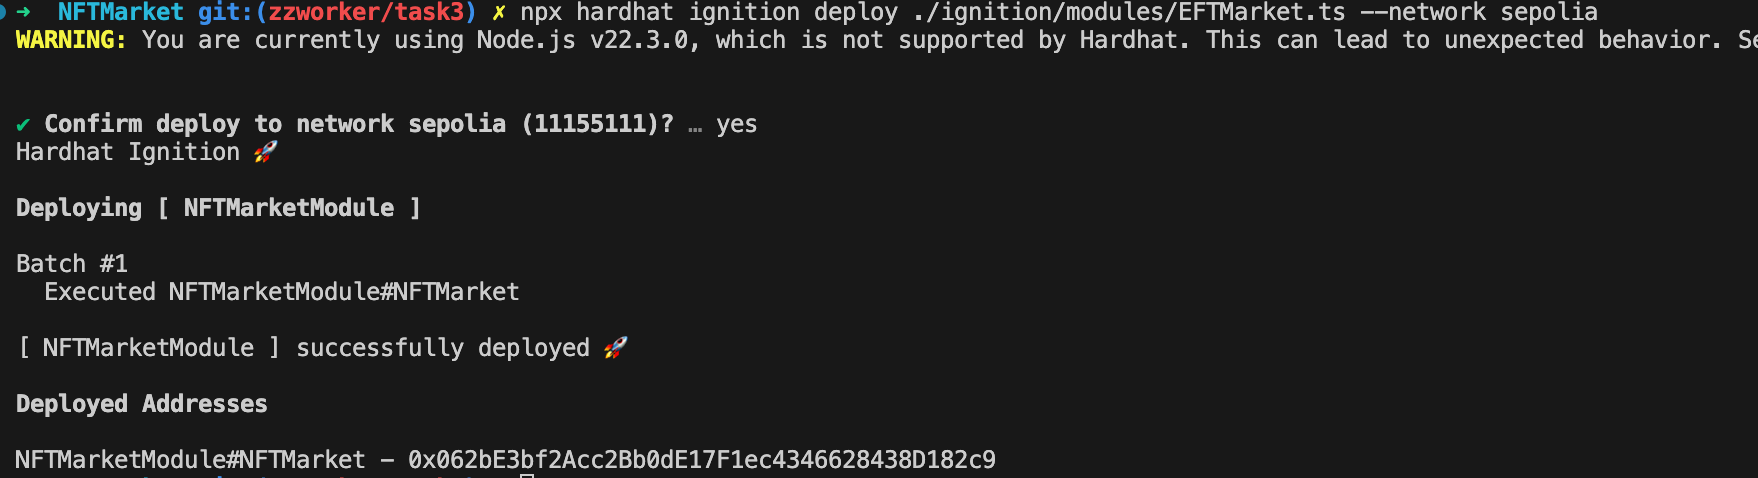 ➜ NFTMarket git:(zzworker/task3) ✗ npx hardhat ignition deploy ./ignition/modules/EFTMarket.ts --network sepolia
WARNING: You are currently using Node.js v22.3.0, which is not supported by Hardhat. This can lead to unexpected behavior. Se
✔ Confirm deploy to network sepolia (11155111)? … yes
Hardhat Ignition 🚀
Deploying [ NFTMarketModule ]
Batch #1
Executed NFTMarketModule#NFTMarket
[ NFTMarketModule ] successfully deployed 🚀
Deployed Addresses
NFTMarketModule#NFTMarket - 0x062bE3bf2Acc2Bb0dE17F1ec4346628438D182c9